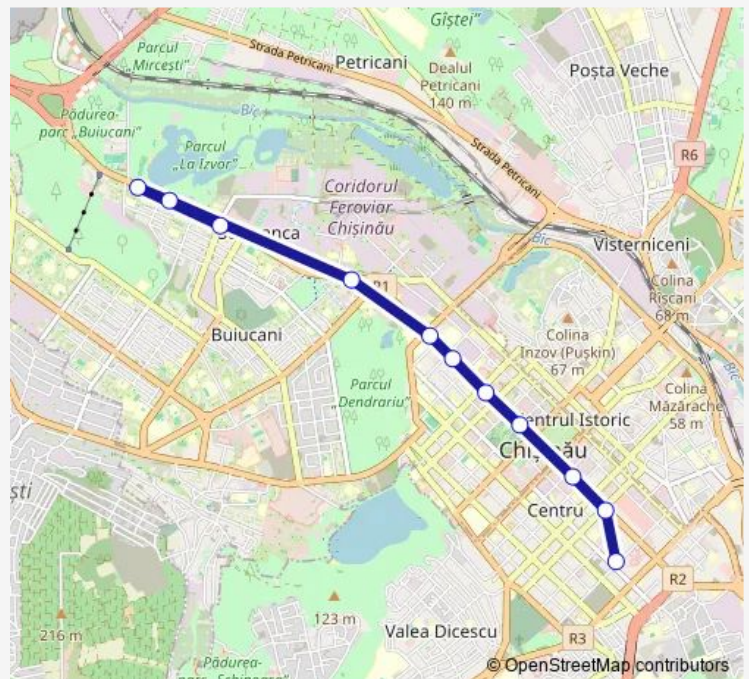 Gîștei”
Parcul
Mircești”
Strada Petricani
Petricani
Dealul
Petricani
140 m
Poșta Veche
Pădurea-
parc „Buiucani”
Bîc
Parcul
„La Izvor”
Strada Petricani
R6
Coridorul
Feroviar
Chișinău
Bîc
Visterniceni
Colina
Rîșcani
68 m
R1
Buiucani
Colina
Inzov (Pușkin)
67 m
Bîc
Parcul
Dendrariu”
Colina
Măzărache
58 m
Centrul Istoric
Chișinău
ști
Centru
R2
123 m
216 m
Valea Dicescu
R3
Pădurea-
© OpenStreetMap contributors